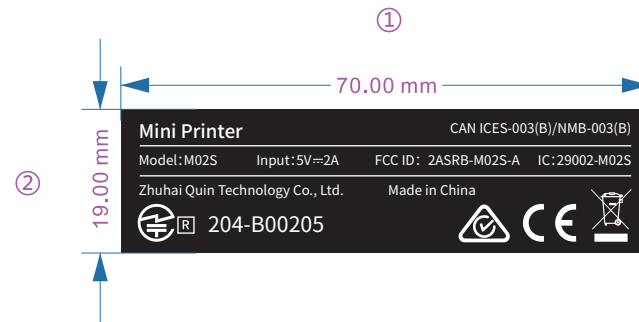 ①
70.00 mm
②
19.00 mm
Mini Printer
CAN ICES-003(B)/NMB-003(B)
Model:M02S Input:5V⎓2A FCC ID: 2ASRB-M02S-A IC:29002-M02S
Zhuhai Quin Technology Co., Ltd. Made in China
R 204-B00205
CE